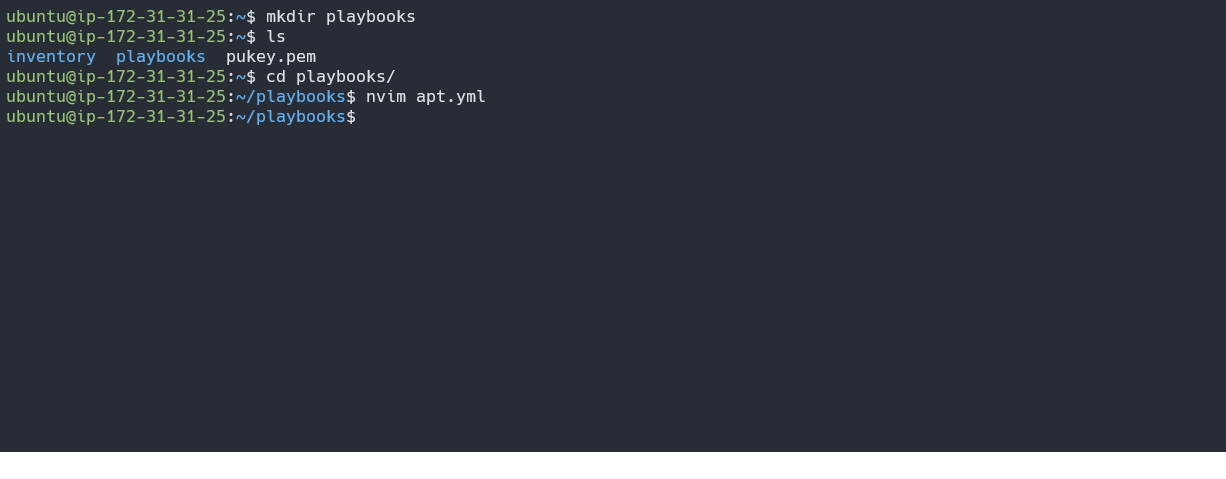 ubuntu@ip-172-31-31-25:~$ mkdir playbooks
ubuntu@ip-172-31-31-25:~$ ls
inventory  playbooks  pukey.pem
ubuntu@ip-172-31-31-25:~$ cd playbooks/
ubuntu@ip-172-31-31-25:~/playbooks$ nvim apt.yml
ubuntu@ip-172-31-31-25:~/playbooks$